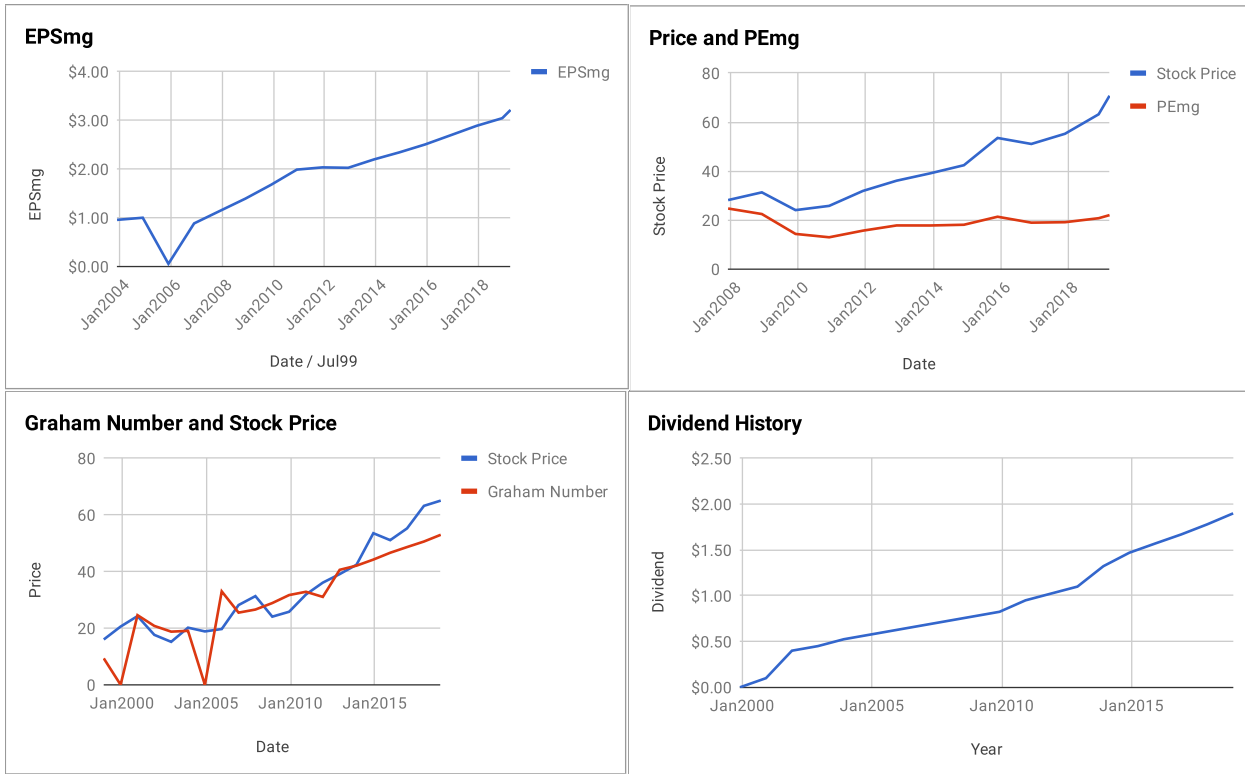 EPSmg
$4.00
$3.00
$2.00
$1.00
$0.00
EPSmg
Jan2004
Jan2006
Jan2008
Jan2010
Jan2012
Jan2014
Jan2016
Jan2018
Date / Jul99
EPSmg
Price and PEmg
80
60
40
20
0
Stock Price
Jan2008
Jan2010
Jan2012
Jan2014
Jan2016
Jan2018
Date
Stock Price
PEmg
Graham Number and Stock Price
80
60
40
20
0
Price
Jan2000
Jan2005
Jan2010
Jan2015
Date
Stock Price
Graham Number
Dividend History
$2.50
$2.00
$1.50
$1.00
$0.50
$0.00
Dividend
Jan2000
Jan2005
Jan2010
Jan2015
Year